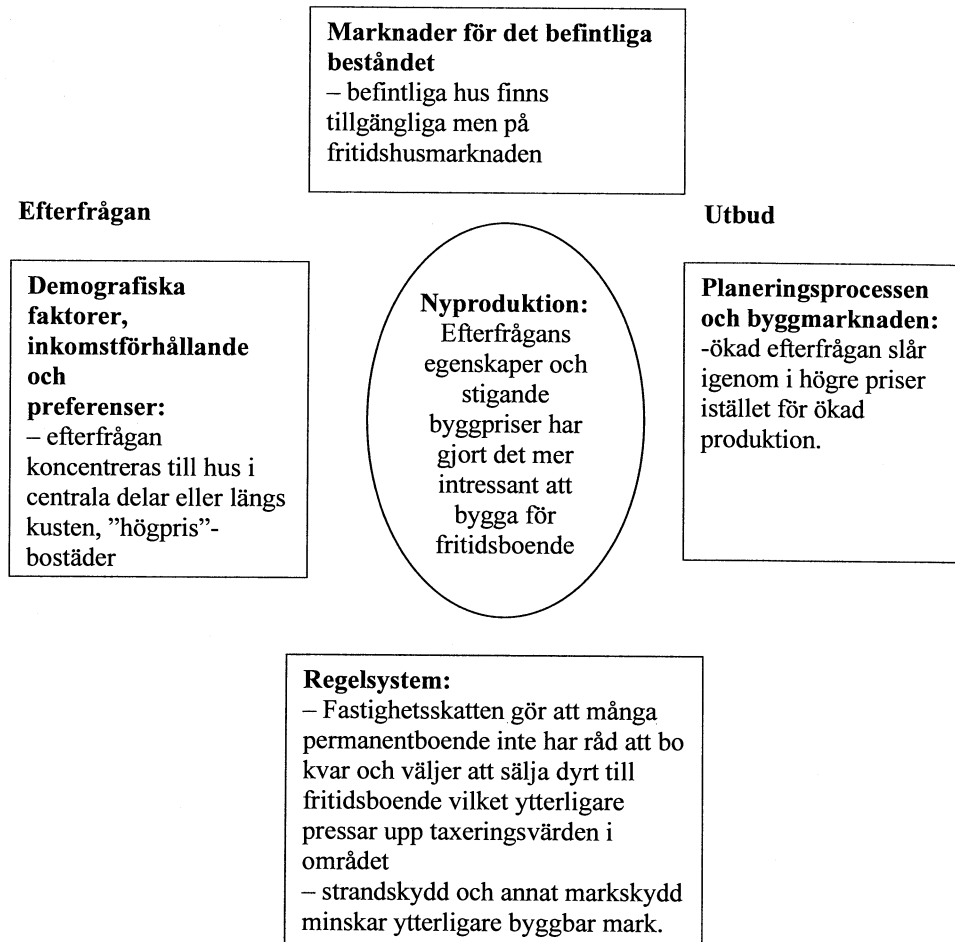 Marknader för det befintliga
beståndet
– befintliga hus finns
tillgängliga men på
fritidshusmarknaden
Efterfrågan
Utbud
Demografiska
faktorer,
inkomstförhållande
och
preferenser:
– efterfrågan
koncentreras till hus i
centrala delar eller längs
kusten, ”högpris”-
bostäder
Nyproduktion:
Efterfrågans
egenskaper och
stigande
byggpriser har
gjort det mer
intressant att
bygga för
fritidsboende
Planeringsprocessen
och byggmarknaden:
-ökad efterfrågan slår
igenom i högre priser
istället för ökad
produktion.
Regelsystem:
– Fastighetsskatten gör att många
permanentboende inte har råd att bo
kvar och väljer att sälja dyrt till
fritidsboende vilket ytterligare
pressar upp taxeringsvärden i
området
– strandskydd och annat markskydd
minskar ytterligare byggbar mark.